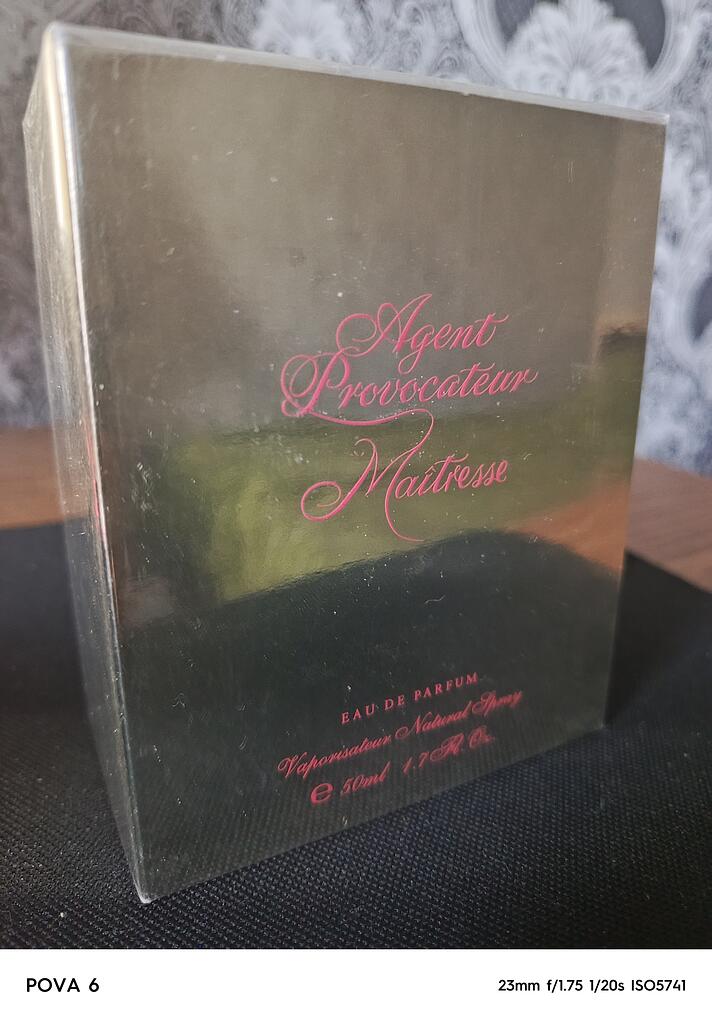 Agent
Provocateur
Maîtresse
EAU DE PARFUM
Vaporisateur Natural Spray
e 50ml 1.7 Fl. Oz.
POVA 6
23mm f/1.75 1/20s ISO5741